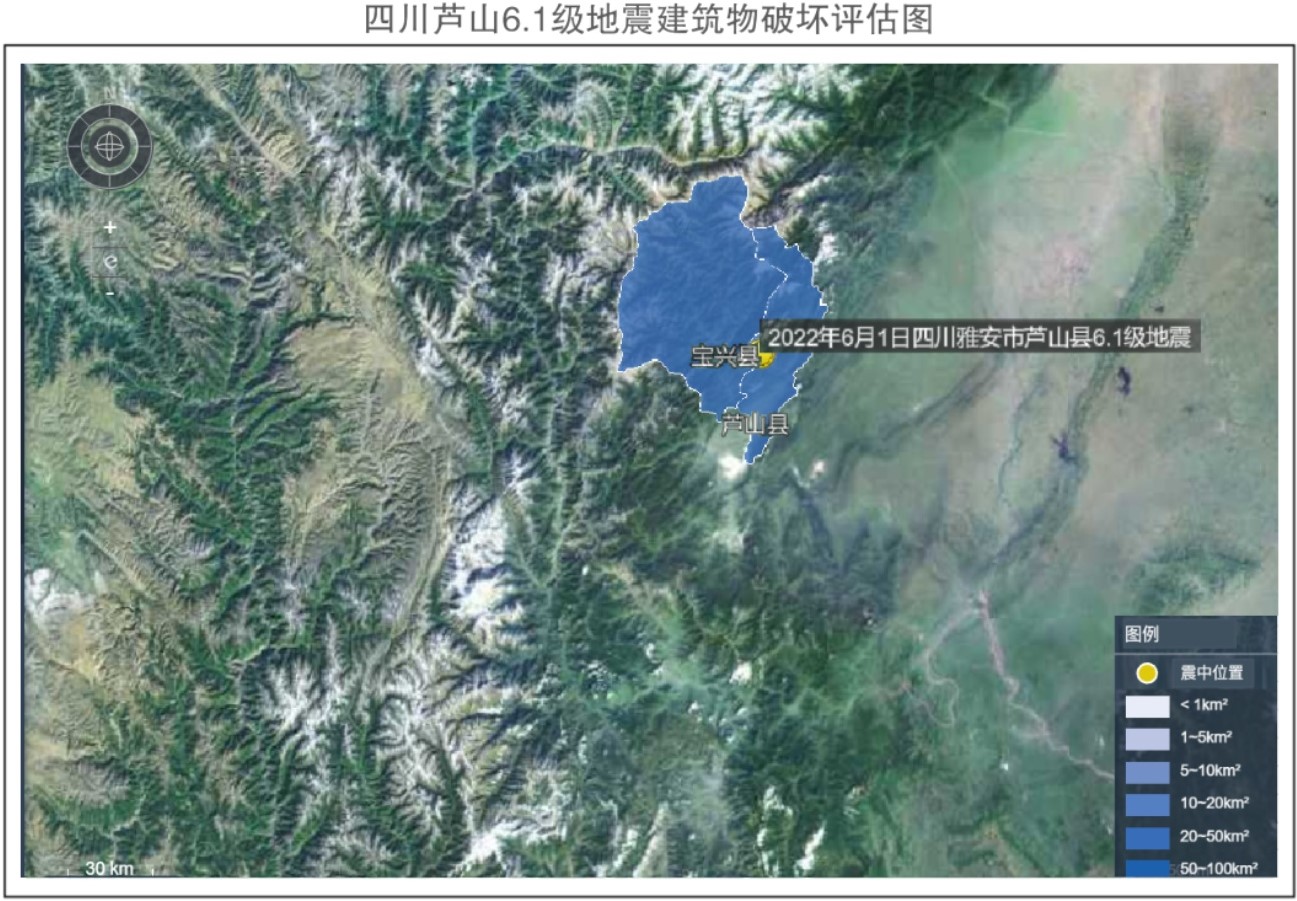 四川芦山6.1级地震建筑物破坏评估图
+
-
2022年6月1日四川雅安市芦山县6.1级地震
宝兴县
芦山县
图例
震中位置
< 1km²
1~5km²
5~10km²
10~20km²
20~50km²
50~100km²
30 km